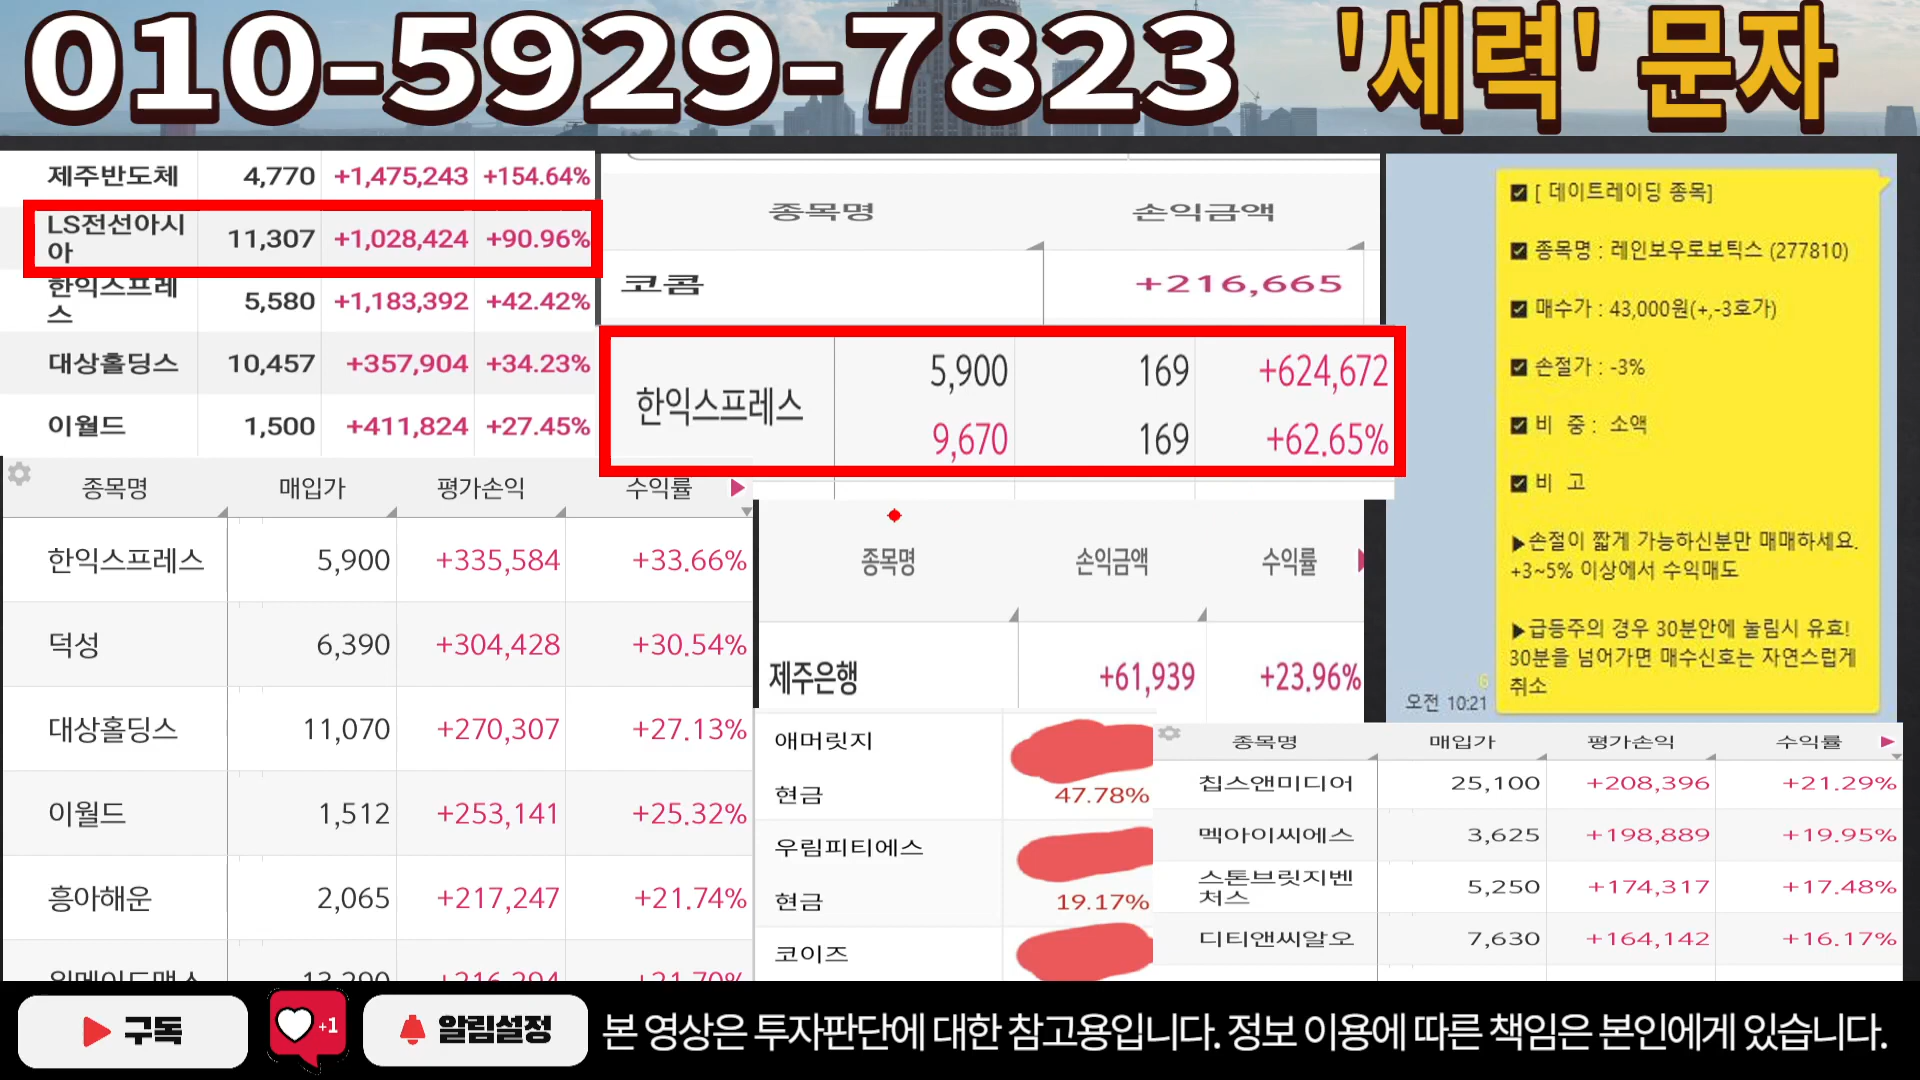 010-5929-7823 '세력' 문자
제주반도체 4,770 +1,475,243 +154.64%
LS전선아시아 11,307 +1,028,424 +90.96%
한익스프레스 5,580 +1,183,392 +42.42%
대상홀딩스 10,457 +357,904 +34.23%
이월드 1,500 +411,824 +27.45%
종목명 손익금액
코콤 +216,665
한익스프레스 5,900 169 +624,672
9,670 169 +62.65%
☑ [ 데이트레이딩 종목]
☑ 종목명 : 레인보우로보틱스 (277810)
☑ 매수가 : 43,000원(+,-3호가)
☑ 손절가 : -3%
☑ 비 중 : 소액
☑ 비 고
▶손절이 짧게 가능하신분만 매매하세요.
+3~5% 이상에서 수익매도
▶급등주의 경우 30분안에 눌림시 유효!
30분을 넘어가면 매수신호는 자연스럽게
취소
6
오전 10:21
종목명 매입가 평가손익 수익률
한익스프레스 5,900 +335,584 +33.66%
덕성 6,390 +304,428 +30.54%
대상홀딩스 11,070 +270,307 +27.13%
이월드 1,512 +253,141 +25.32%
흥아해운 2,065 +217,247 +21.74%
종목명 손익금액 수익률
제주은행 +61,939 +23.96%
애머릿지
현금 47.78%
우림피티에스
현금 19.17%
코이즈
종목명 매입가 평가손익 수익률
칩스앤미디어 25,100 +208,396 +21.29%
멕아이씨에스 3,625 +198,889 +19.95%
스톤브릿지벤처스 5,250 +174,317 +17.48%
디티앤씨알오 7,630 +164,142 +16.17%
구독 +1 알림설정 본 영상은 투자판단에 대한 참고용입니다. 정보 이용에 따른 책임은 본인에게 있습니다.